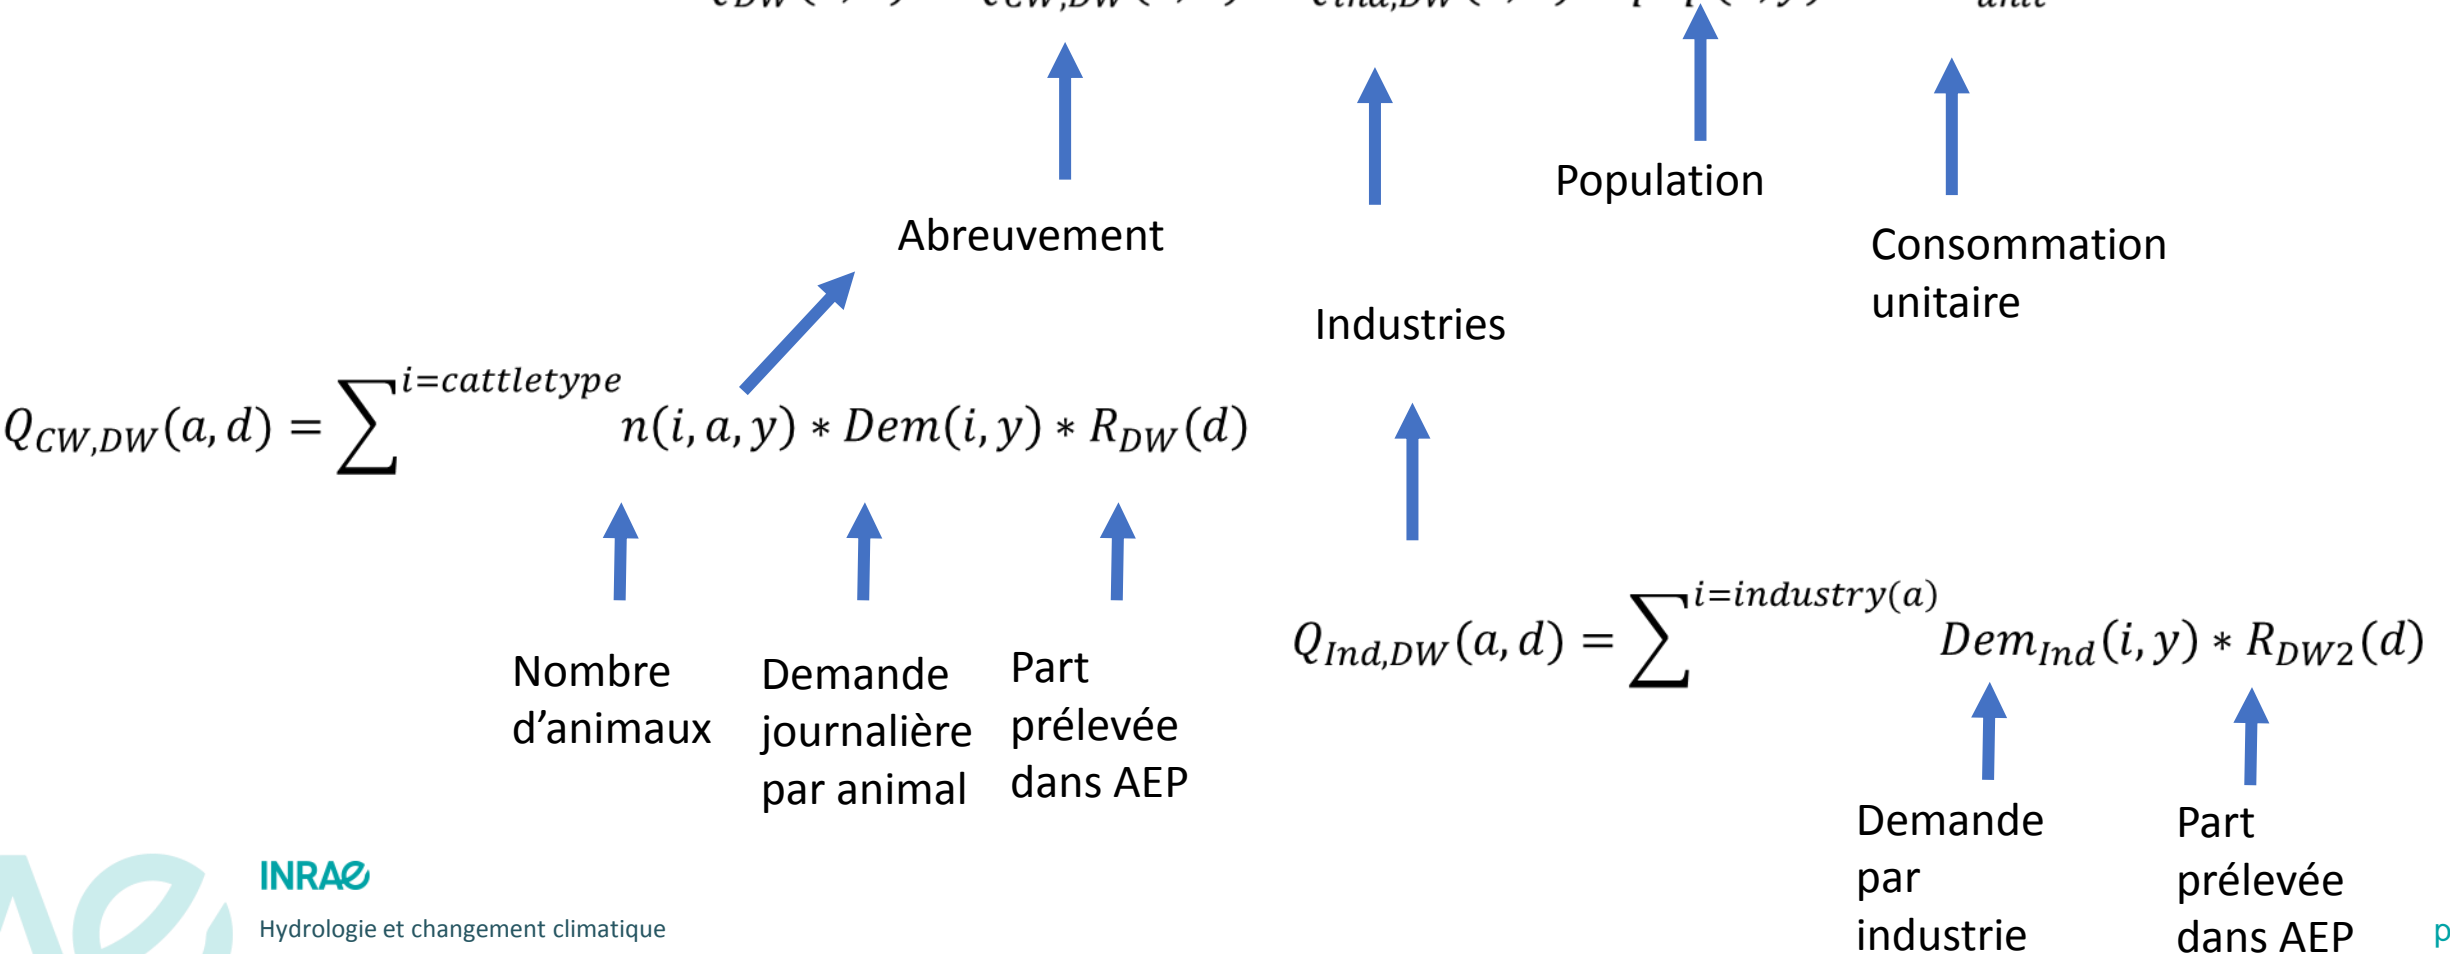 Population
Abreuvement
Consommation
unitaire
Industries
Q_{CW,DW}(a,d) = ∑^{i=cattletype} n(i,a,y) * Dem(i,y) * R_{DW}(d)
Nombre
d'animaux
Demande
journalière
par animal
Part
prélevée
dans AEP
Q_{Ind,DW}(a,d) = ∑^{i=industry(a)} Dem_{Ind}(i,y) * R_{DW2}(d)
Demande
par
industrie
Part
prélevée
dans AEP
INRAE
Hydrologie et changement climatique
p